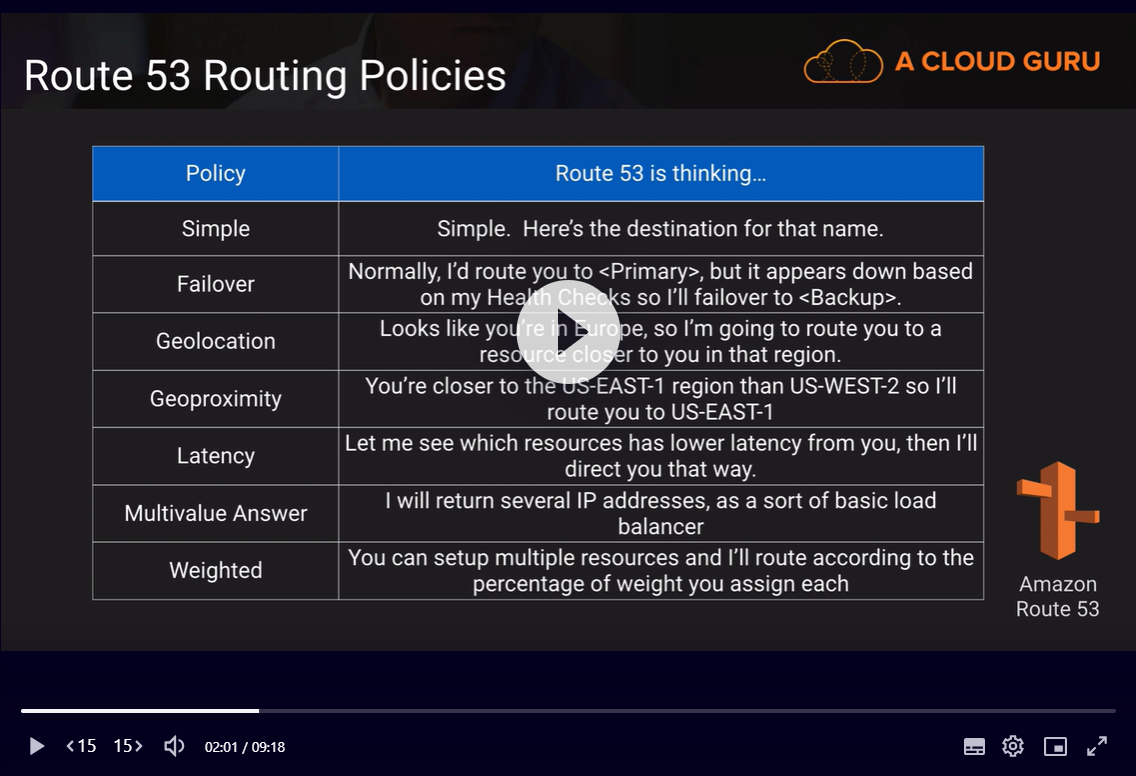 Route 53 Routing Policies
A CLOUD GURU
Policy
Route 53 is thinking...
Simple
Simple. Here's the destination for that name.
Failover
Normally, I'd route you to <Primary>, but it appears down based
on my Health Checks so I'll failover to <Backup>.
Geolocation
Looks like you're in Europe, so I'm going to route you to a
resource closer to you in that region.
Geoproximity
You're closer to the US-EAST-1 region than US-WEST-2 so I'll
route you to US-EAST-1
Latency
Let me see which resources has lower latency from you, then I'll
direct you that way.
Multivalue Answer
I will return several IP addresses, as a sort of basic load
balancer
Weighted
You can setup multiple resources and I'll route according to the
percentage of weight you assign each
Amazon
Route 53
<15 15> 02:01 / 09:18